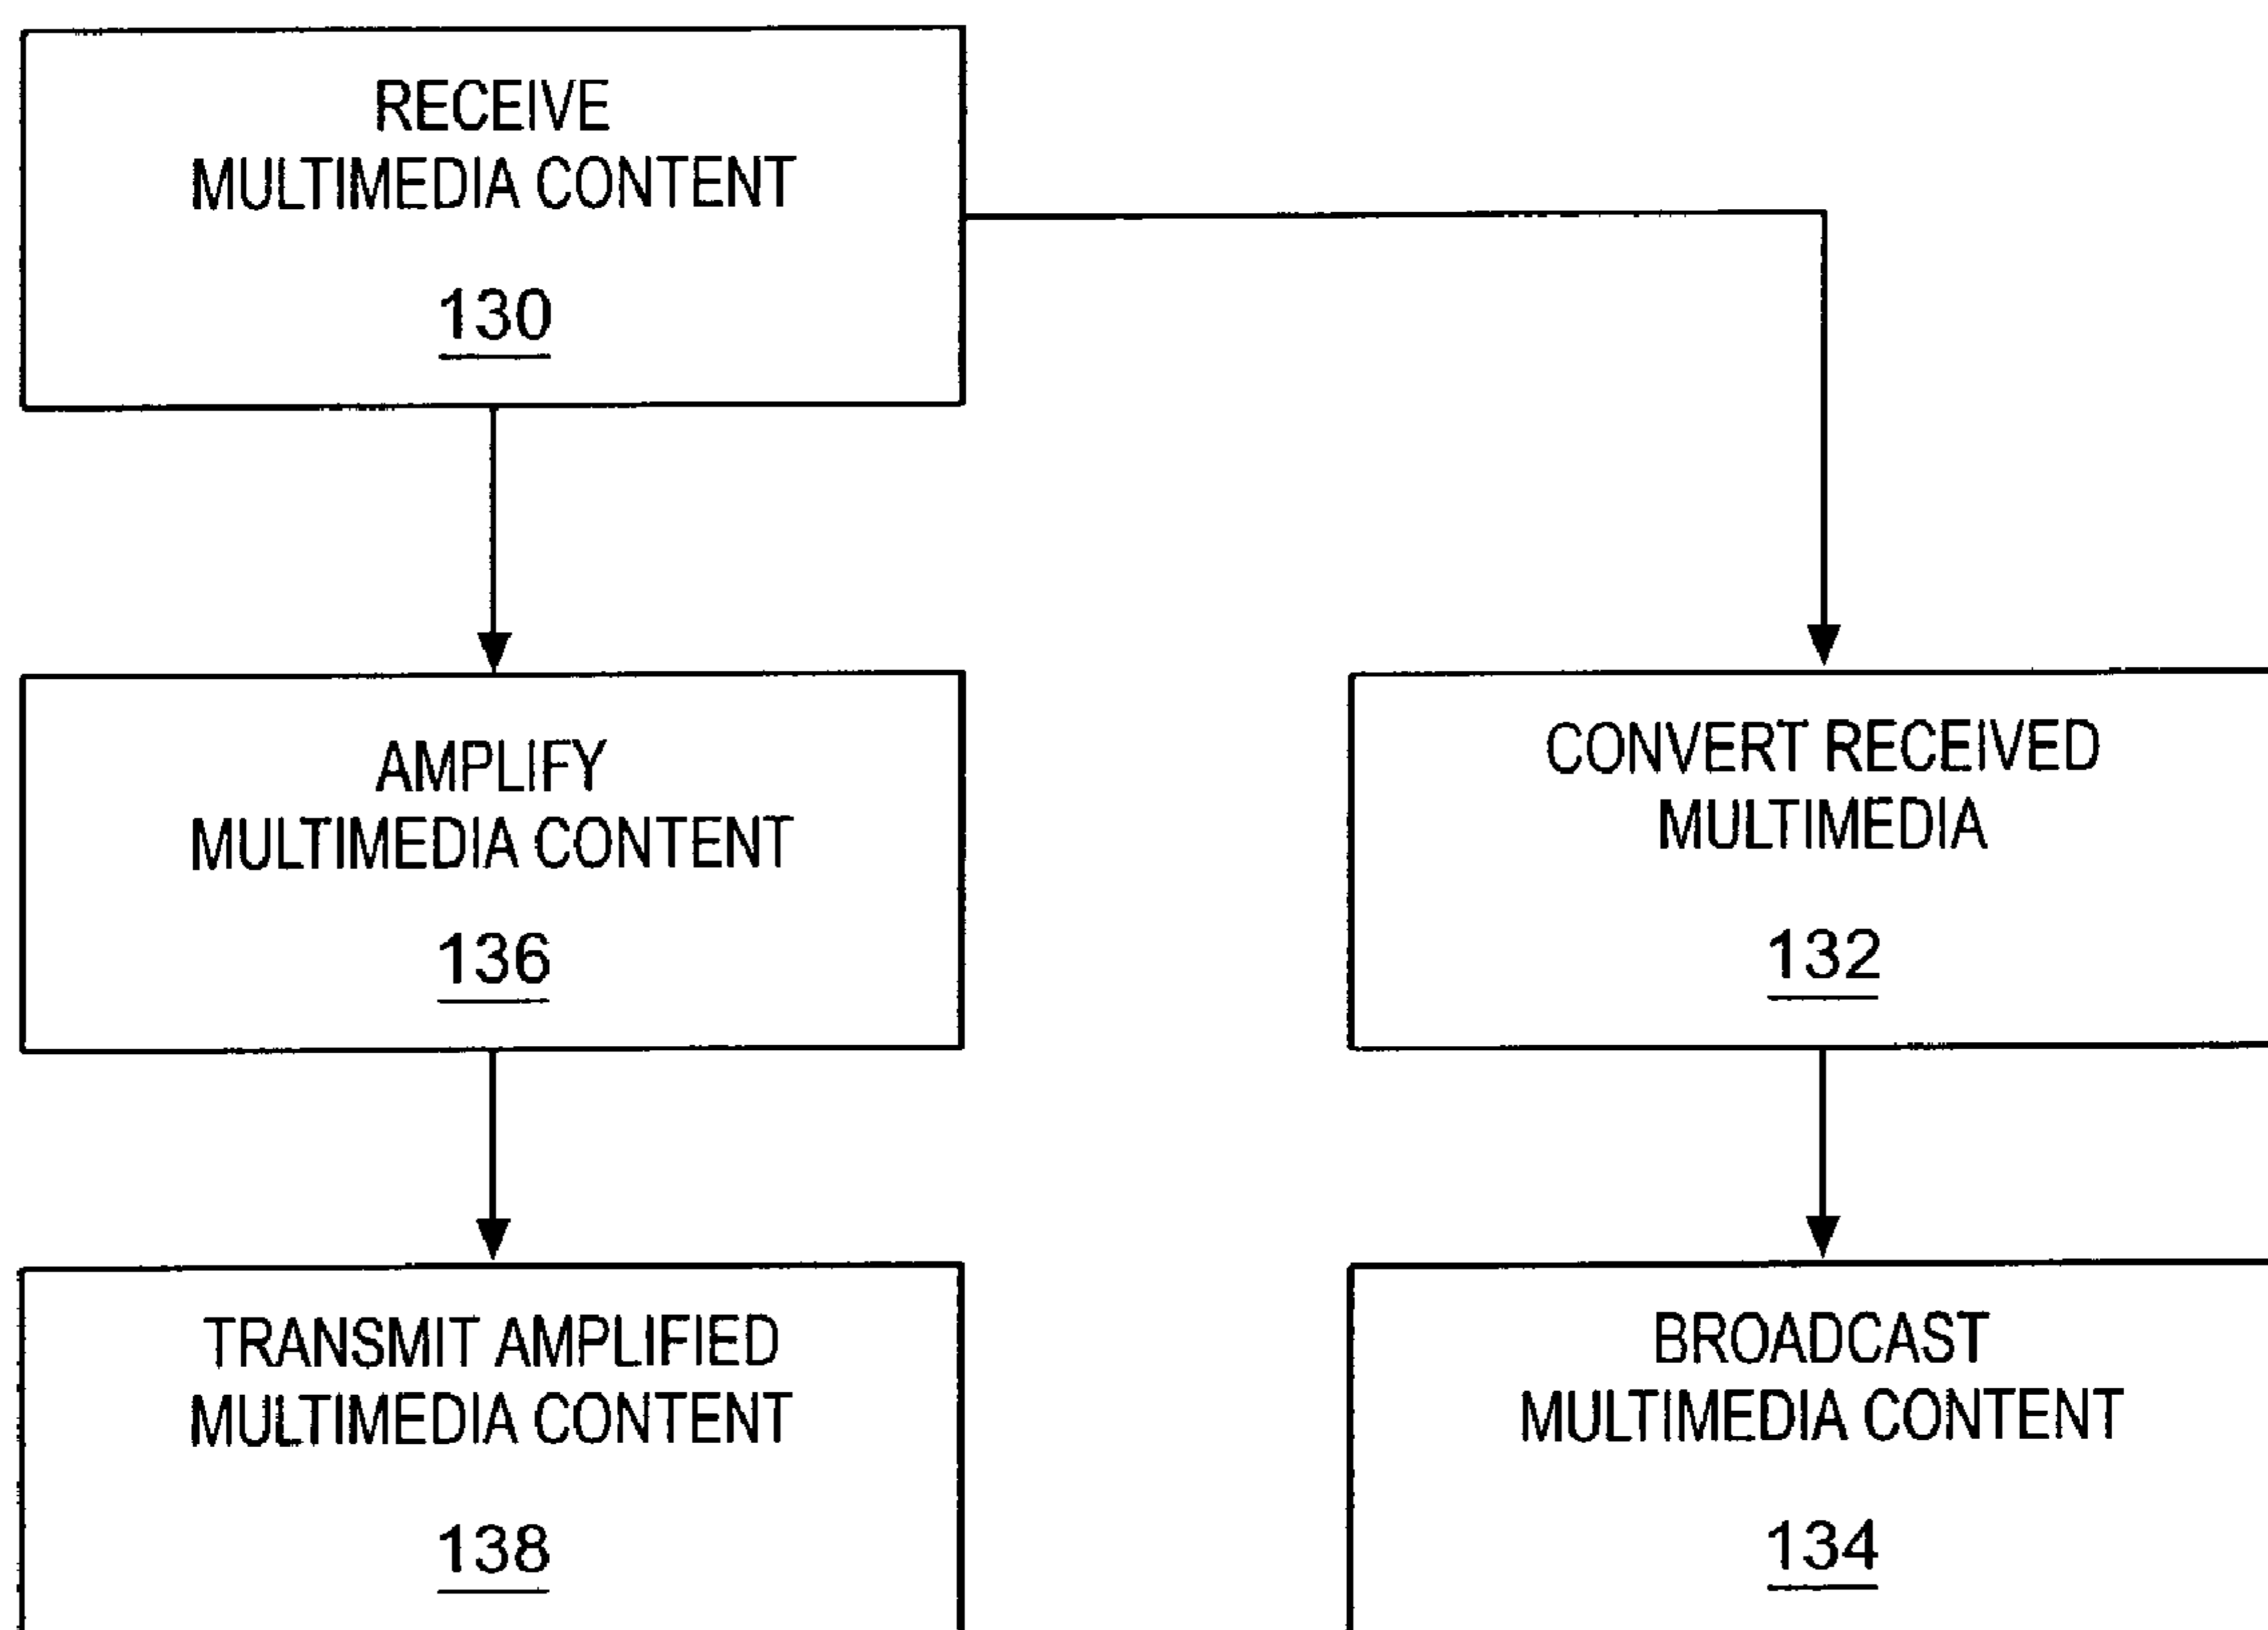 RECEIVE
MULTIMEDIA CONTENT
130
AMPLIFY
MULTIMEDIA CONTENT
136
CONVERT RECEIVED
MULTIMEDIA
132
TRANSMIT AMPLIFIED
MULTIMEDIA CONTENT
138
BROADCAST
MULTIMEDIA CONTENT
134